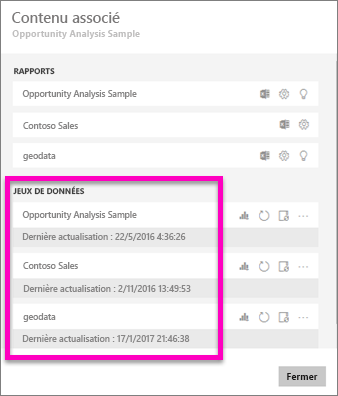 Contenu associé
Opportunity Analysis Sample
RAPPORTS
Opportunity Analysis Sample
Contoso Sales
geodata
JEUX DE DONNÉES
Opportunity Analysis Sample
Dernière actualisation : 22/5/2016 4:36:26
Contoso Sales
Dernière actualisation : 2/11/2016 13:49:53
geodata
Dernière actualisation : 17/1/2017 21:46:38
Fermer